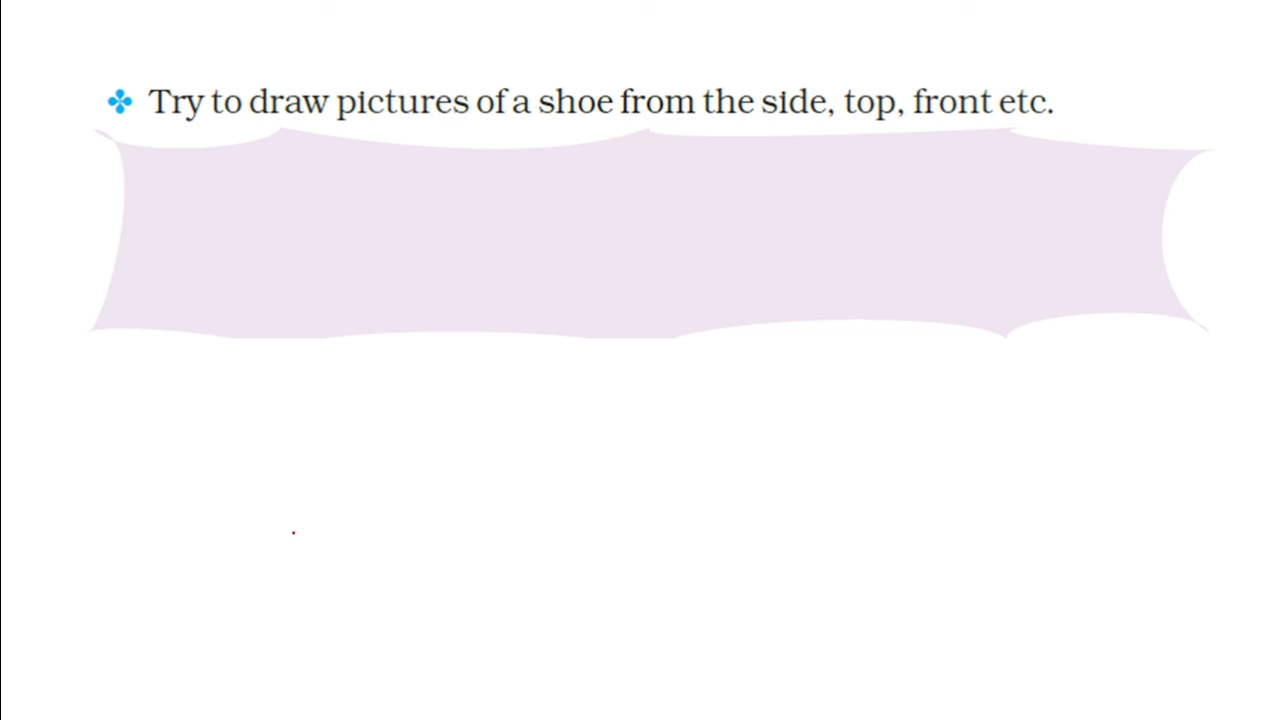 ❖ Try to draw pictures of a shoe from the side, top, front etc.